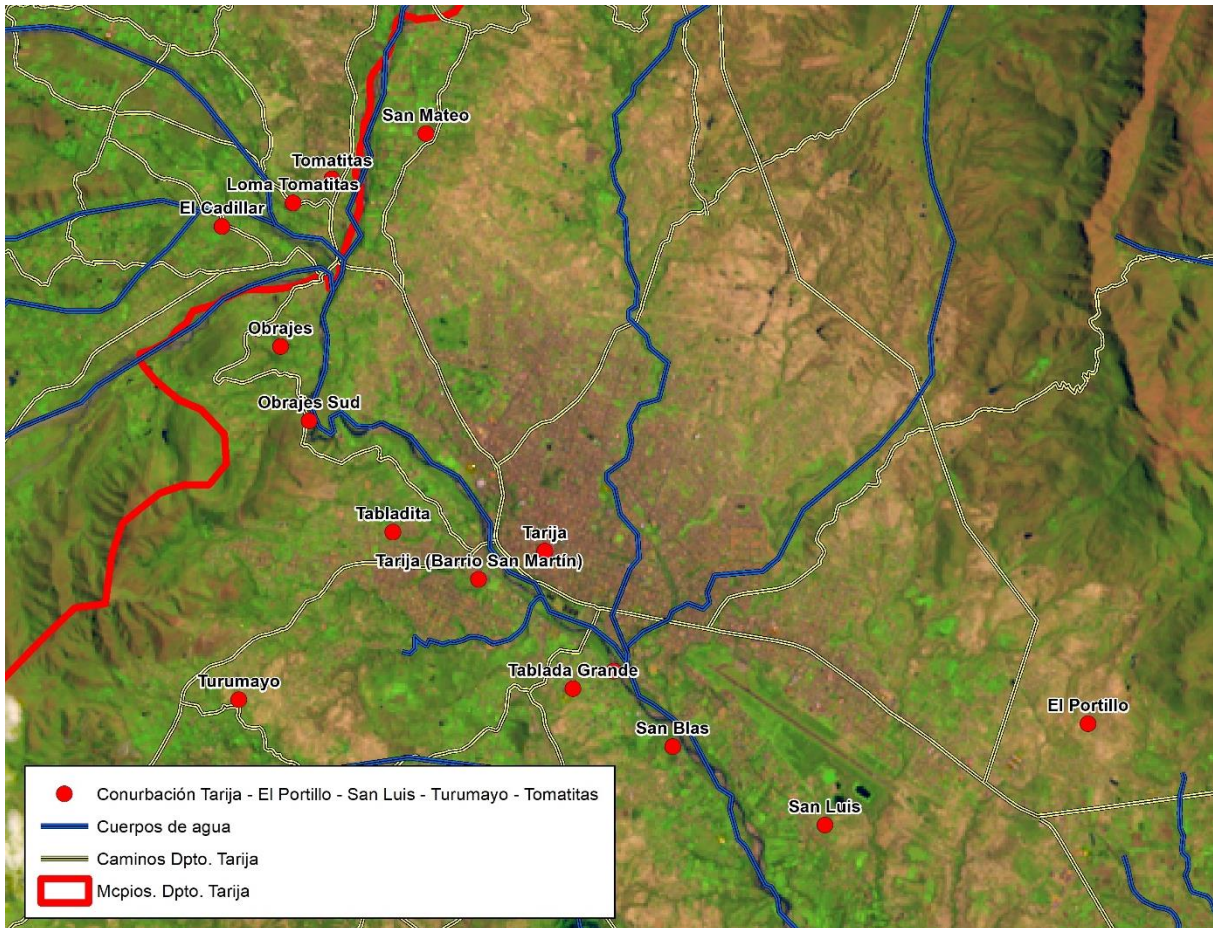 San Mateo
Tomatitas
Loma Tomatitas
El Cadillar
Obrajes
Obrajes Sud
Tabladita
Tarija
Tarija (Barrio San Martín)
Tablada Grande
Turumayo
San Blas
El Portillo
San Luis
Conurbación Tarija - El Portillo - San Luis - Turumayo - Tomatitas
Cuerpos de agua
Caminos Dpto. Tarija
Mcpios. Dpto. Tarija